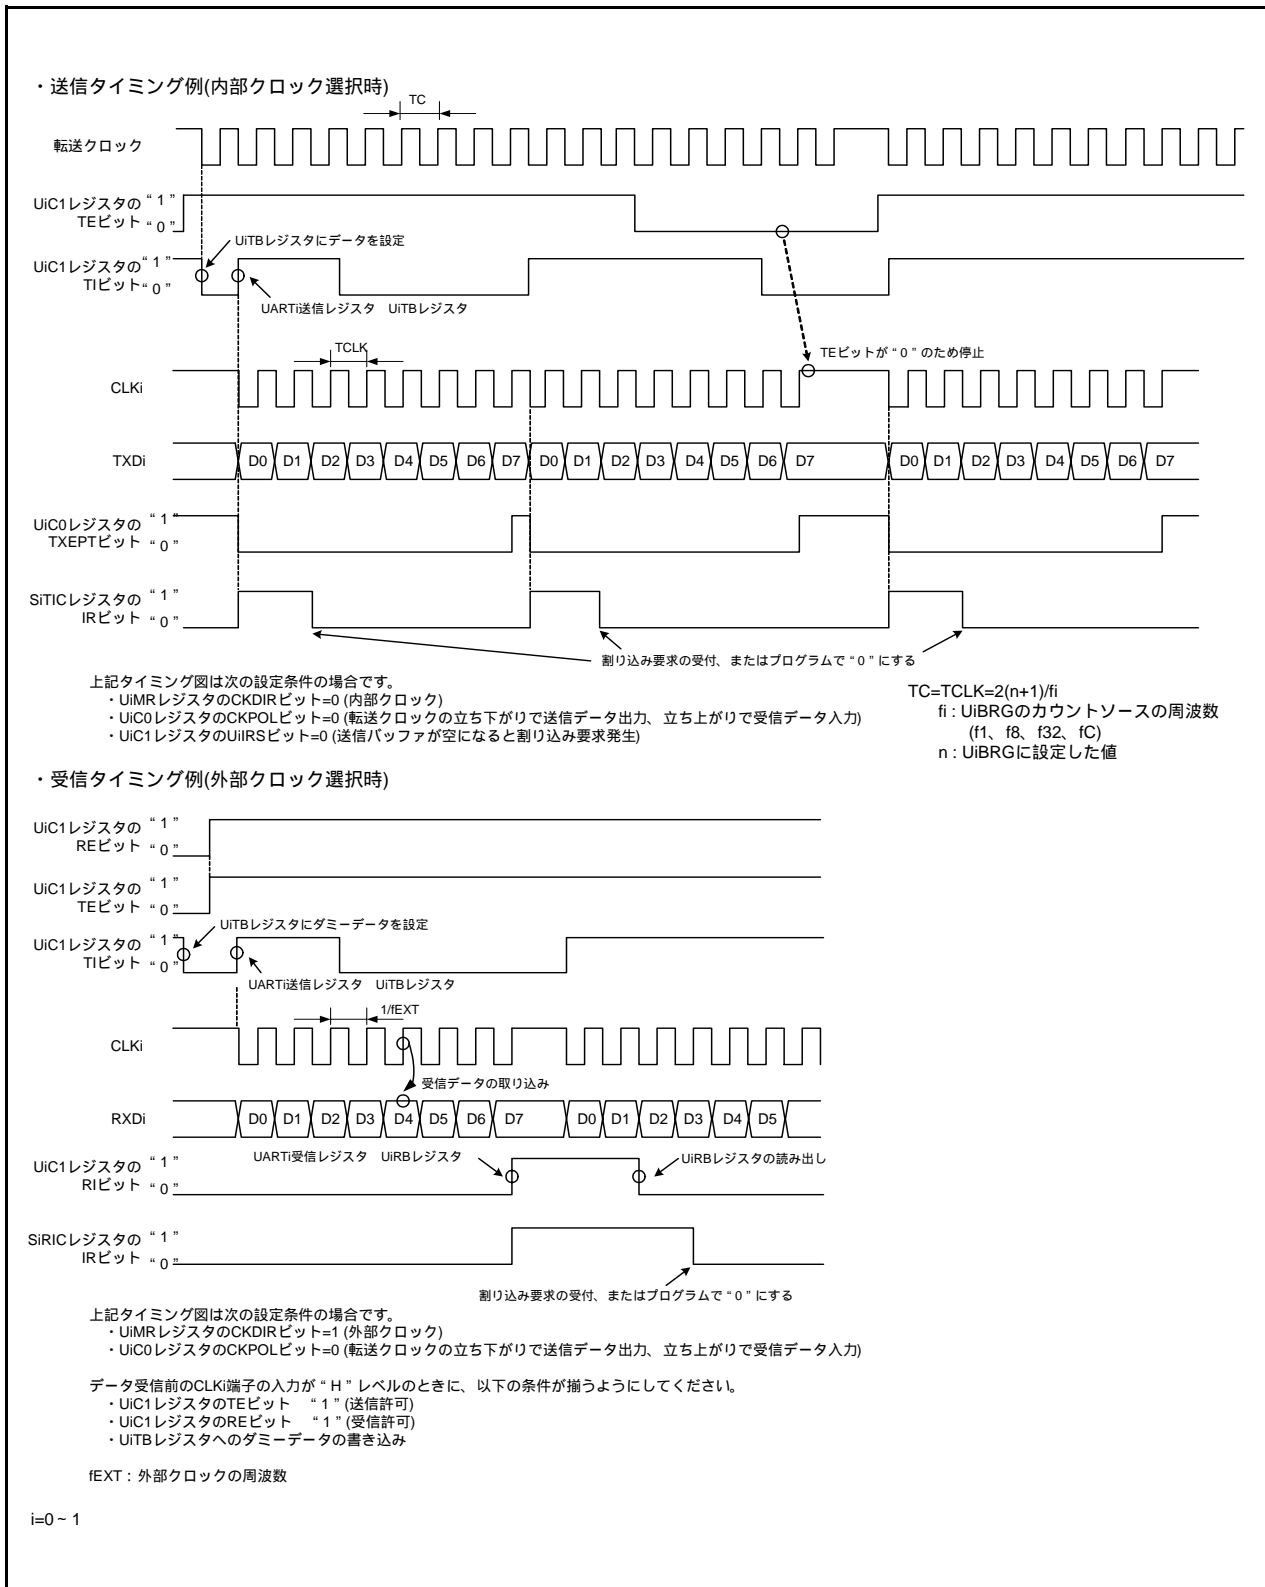 ・送信タイミング例(内部クロック選択時)
TC
転送クロック
UiC1レジスタの “ 1 ”
TEビット “ 0 ”
UiTBレジスタにデータを設定
UiC1レジスタの “ 1 ”
TIビット “ 0 ”
UARTi送信レジスタ UiTBレジスタ
TCLK
TEビットが “ 0 ” のため停止
CLKi
TXDi D0 D1 D2 D3 D4 D5 D6 D7 D0 D1 D2 D3 D4 D5 D6 D7 D0 D1 D2 D3 D4 D5 D6 D7
UiC0レジスタの “ 1 ”
TXEPTビット “ 0 ”
SiTICレジスタの “ 1 ”
IRビット “ 0 ”
割り込み要求の受付、またはプログラムで “ 0 ” にする
上記タイミング図は次の設定条件の場合です。
・UiMRレジスタのCKDIRビット=0 (内部クロック)
・UiC0レジスタのCKPOLビット=0 (転送クロックの立ち下がりで送信データ出力、立ち上がりで受信データ入力)
・UiC1レジスタのUiIRSビット=0 (送信バッファが空になると割り込み要求発生)
TC=TCLK=2(n+1)/fi
fi : UiBRGのカウントソースの周波数
(f1、f8、f32、fC)
n : UiBRGに設定した値
・受信タイミング例(外部クロック選択時)
UiC1レジスタの “ 1 ”
REビット “ 0 ”
UiC1レジスタの “ 1 ”
TEビット “ 0 ”
UiTBレジスタにダミーデータを設定
UiC1レジスタの “ 1 ”
TIビット “ 0 ”
UARTi送信レジスタ UiTBレジスタ
1/fEXT
CLKi
受信データの取り込み
RXDi D0 D1 D2 D3 D4 D5 D6 D7 D0 D1 D2 D3 D4 D5
UARTi受信レジスタ UiRBレジスタ
UiRBレジスタの読み出し
UiC1レジスタの “ 1 ”
RIビット “ 0 ”
SiRICレジスタの “ 1 ”
IRビット “ 0 ”
割り込み要求の受付、またはプログラムで “ 0 ” にする
上記タイミング図は次の設定条件の場合です。
・UiMRレジスタのCKDIRビット=1 (外部クロック)
・UiC0レジスタのCKPOLビット=0 (転送クロックの立ち下がりで送信データ出力、立ち上がりで受信データ入力)
データ受信前のCLKi端子の入力が “ H ” レベルのときに、以下の条件が揃うようにしてください。
・UiC1レジスタのTEビット “ 1 ” (送信許可)
・UiC1レジスタのREビット “ 1 ” (受信許可)
・UiTBレジスタへのダミーデータの書き込み
fEXT : 外部クロックの周波数
i=0 ~ 1